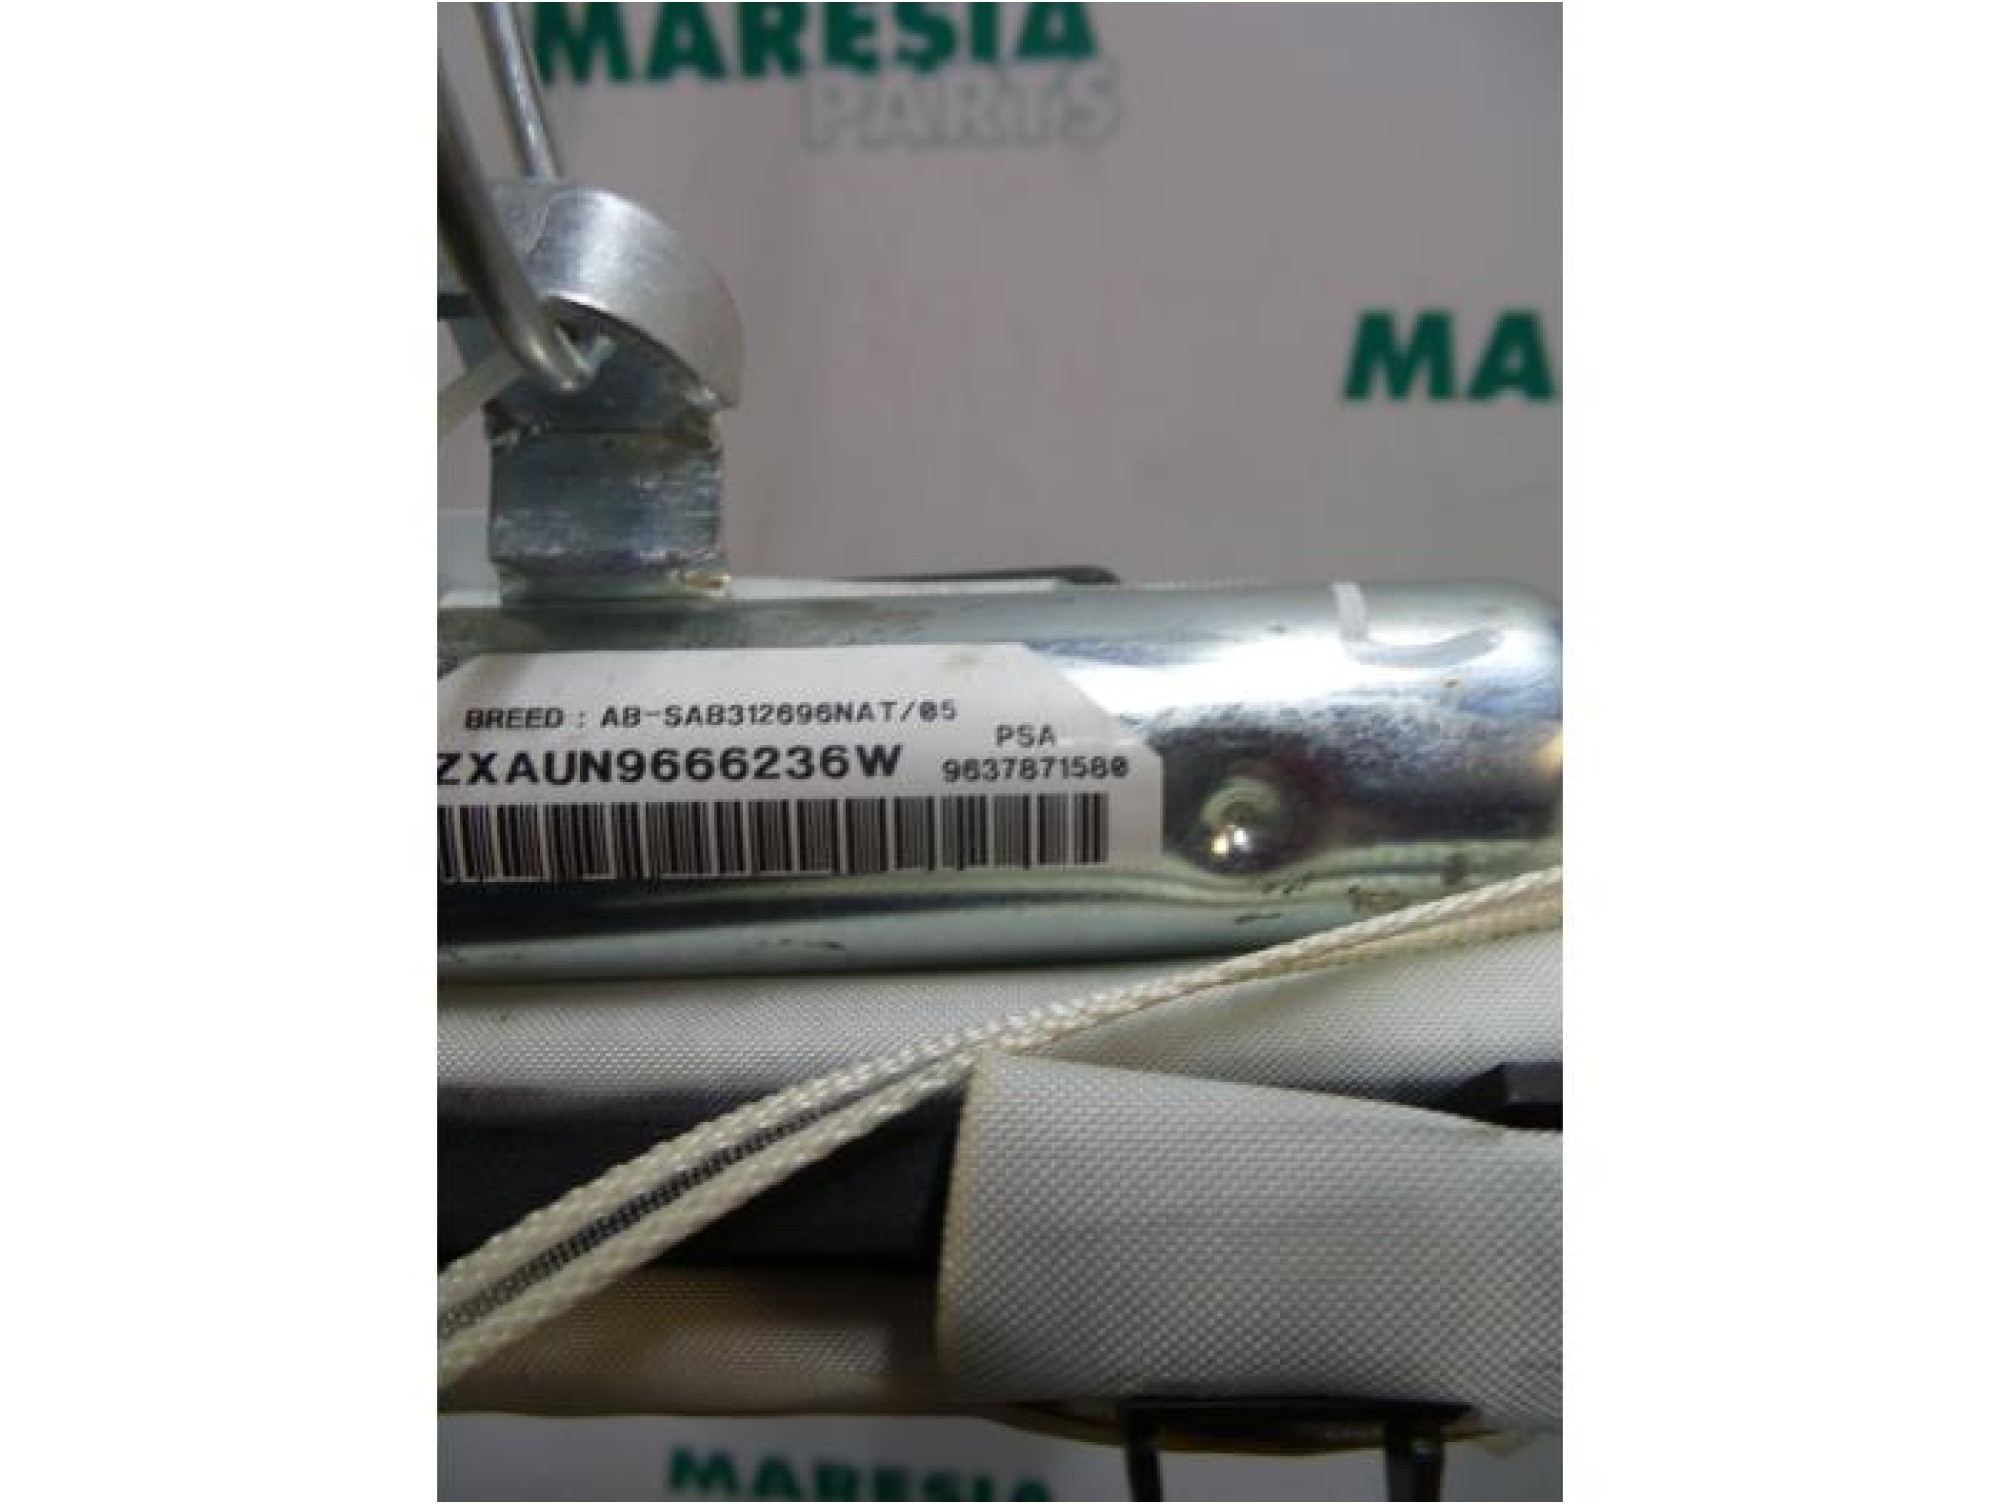 MARESIA
PARTS
MA
BREED : AB-SAB312696NAT/05
PSA
ZXAUN9666236W
9637871580
MARESIA